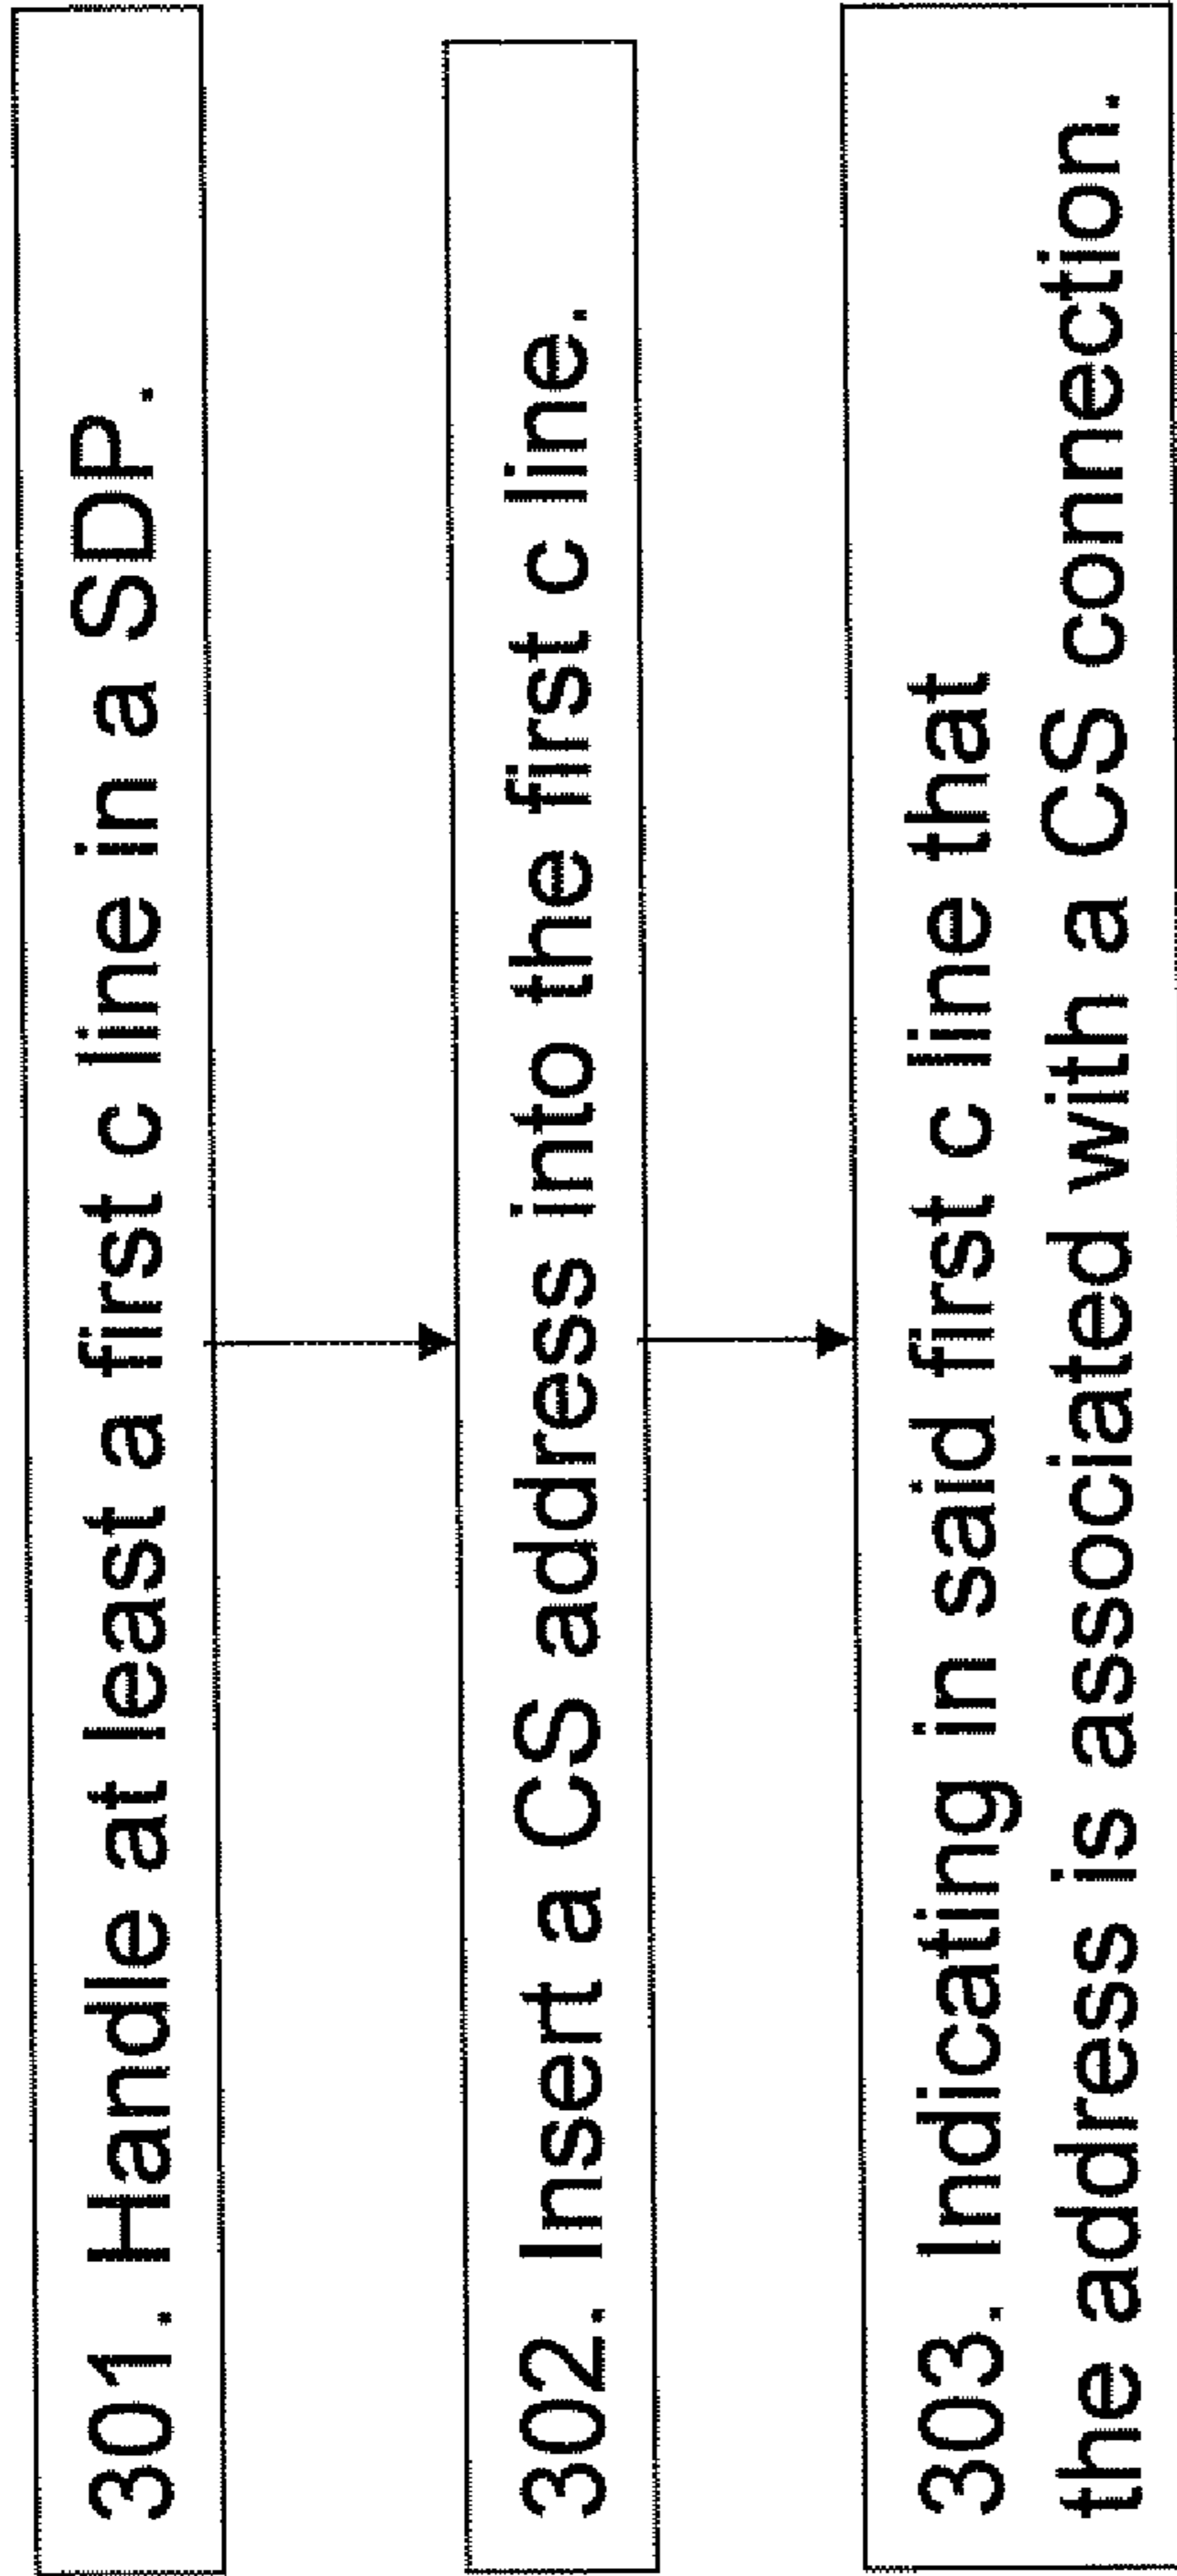 301. Handle at least a first c line in a SDP.
302. Insert a CS address into the first c line.
303. Indicating in said first c line that
the address is associated with a CS connection.